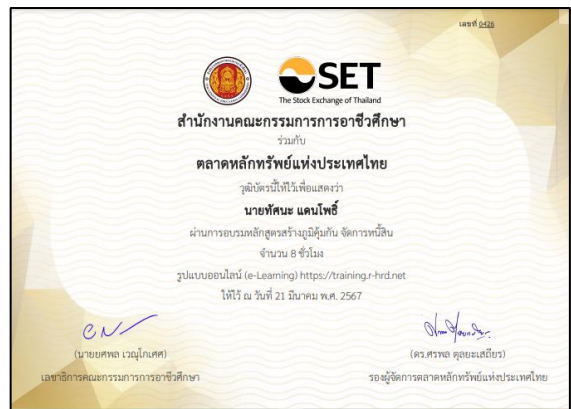 เลขที่ 0426
SET
The Stock Exchange of Thailand
สำนักงานคณะกรรมการการอาชีวศึกษา
ร่วมกับ
ตลาดหลักทรัพย์แห่งประเทศไทย
วุฒิบัตรนี้ให้ไว้เพื่อแสดงว่า
นายทัศนะ แดนโพธิ์
ผ่านการอบรมหลักสูตรสร้างภูมิคุ้มกัน จัดการหนี้สิน
จำนวน 8 ชั่วโมง
รูปแบบออนไลน์ (e-Learning) https://training.r-hrd.net
ให้ไว้ ณ วันที่ 21 มีนาคม พ.ศ. 2567
(นายยศพล เวณุโกเศศ)
เลขาธิการคณะกรรมการการอาชีวศึกษา
(ดร.ศรพล ตุลยะเสถียร)
รองผู้จัดการตลาดหลักทรัพย์แห่งประเทศไทย